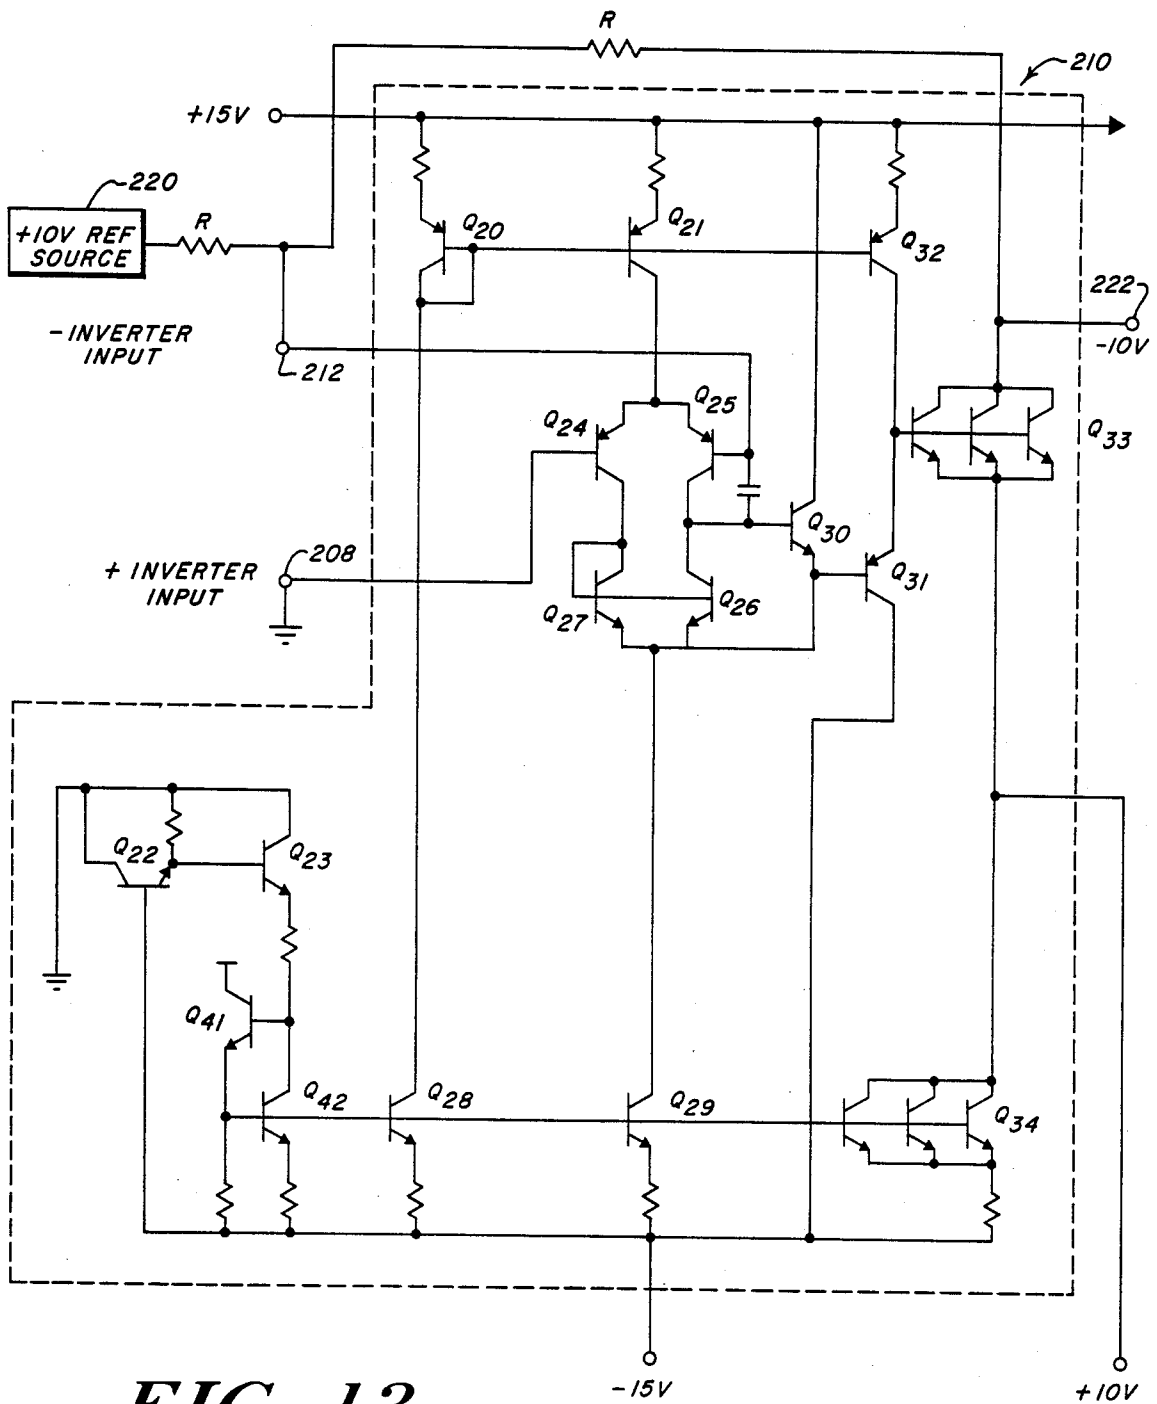 R
210
+15V
220
R
+10V REF
SOURCE
Q20
Q21
Q32
222
-10V
- INVERTER
INPUT
212
Q24
Q25
Q33
208
+ INVERTER
INPUT
Q30
Q31
Q27
Q26
Q22
Q23
Q41
Q42
Q28
Q29
Q34
-15V
+10V